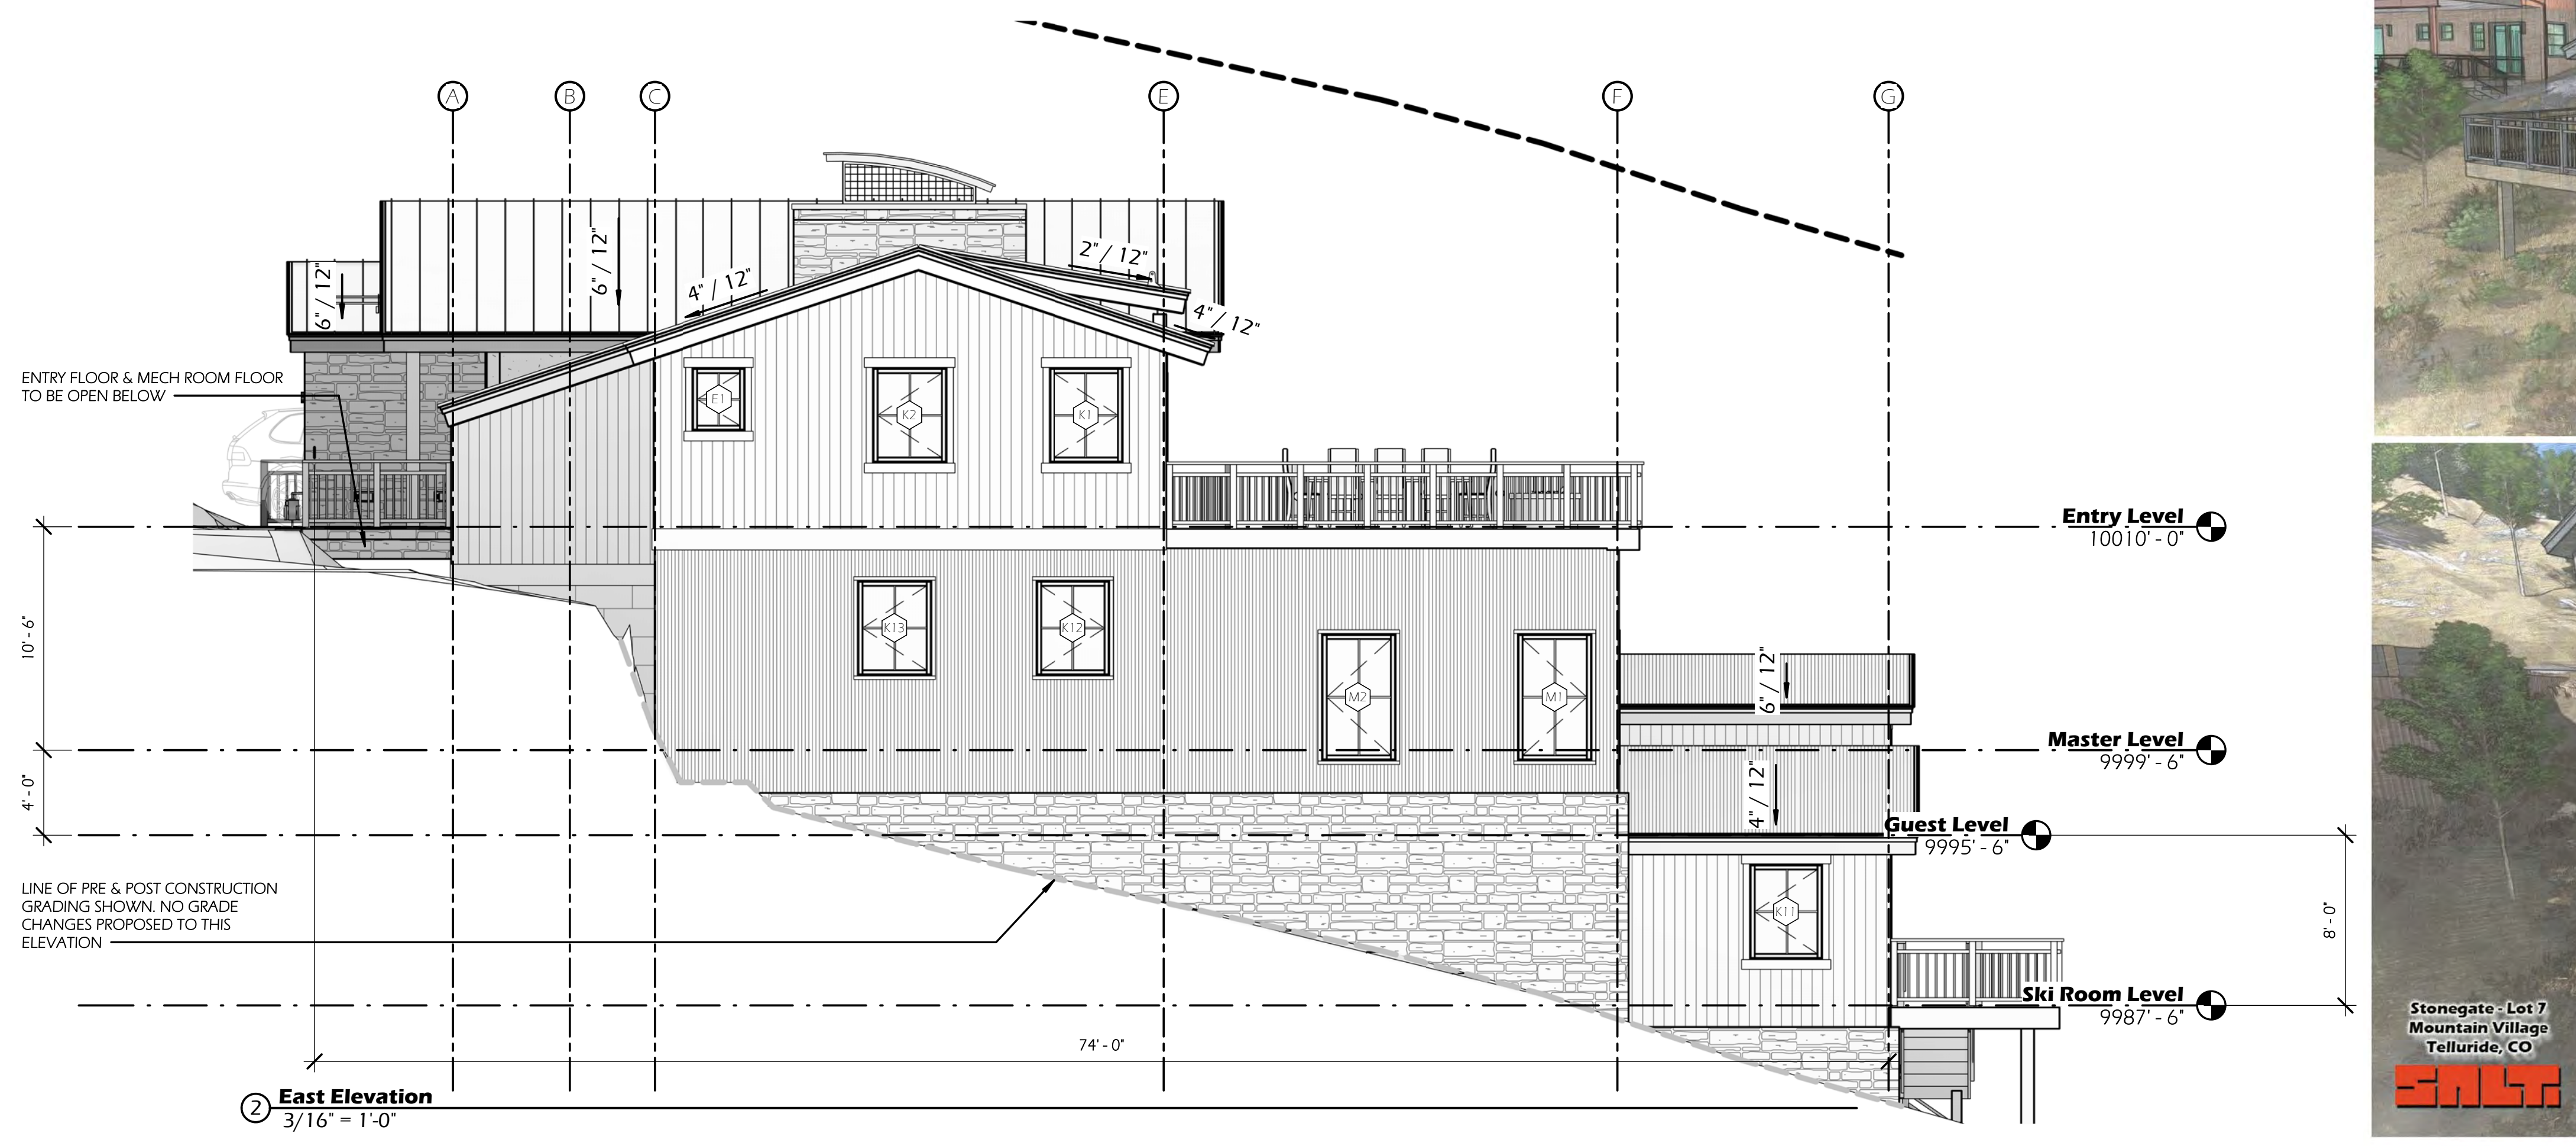 A
B
C
E
F
G
6" / 12"
6" / 12"
4" / 12"
2" / 12"
4" / 12"
ENTRY FLOOR & MECH ROOM FLOOR
TO BE OPEN BELOW
E1
K2
K1
Entry Level
10010' - 0"
10' - 6"
K13
K12
M2
M1
6" / 12"
Master Level
9999' - 6"
4' - 0"
4" / 12"
Guest Level
9995' - 6"
LINE OF PRE & POST CONSTRUCTION
GRADING SHOWN. NO GRADE
CHANGES PROPOSED TO THIS
ELEVATION
K11
8' - 0"
Ski Room Level
9987' - 6"
74' - 0"
2
East Elevation
3/16" = 1'-0"
Stonegate - Lot 7
Mountain Village
Telluride, CO
SALT.